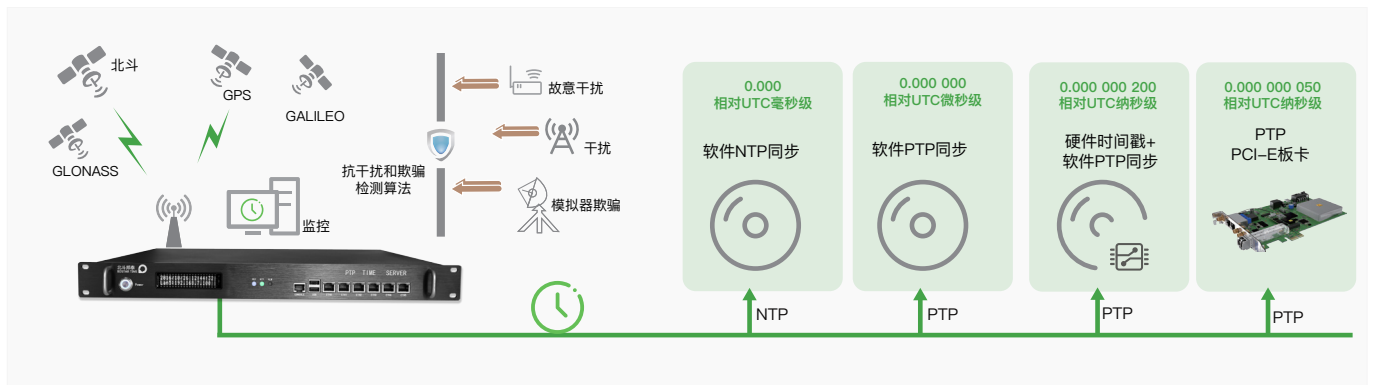 北斗
GPS
GALILEO
GLONASS
监控
抗干扰和欺骗
检测算法
故意干扰
干扰
模拟器欺骗
PTP TIME SERVER
0.000
相对UTC毫秒级
软件NTP同步
NTP
0.000 000
相对UTC微秒级
软件PTP同步
PTP
0.000 000 200
相对UTC纳秒级
硬件时间戳+
软件PTP同步
PTP
0.000 000 050
相对UTC纳秒级
PTP
PCI-E板卡
PTP